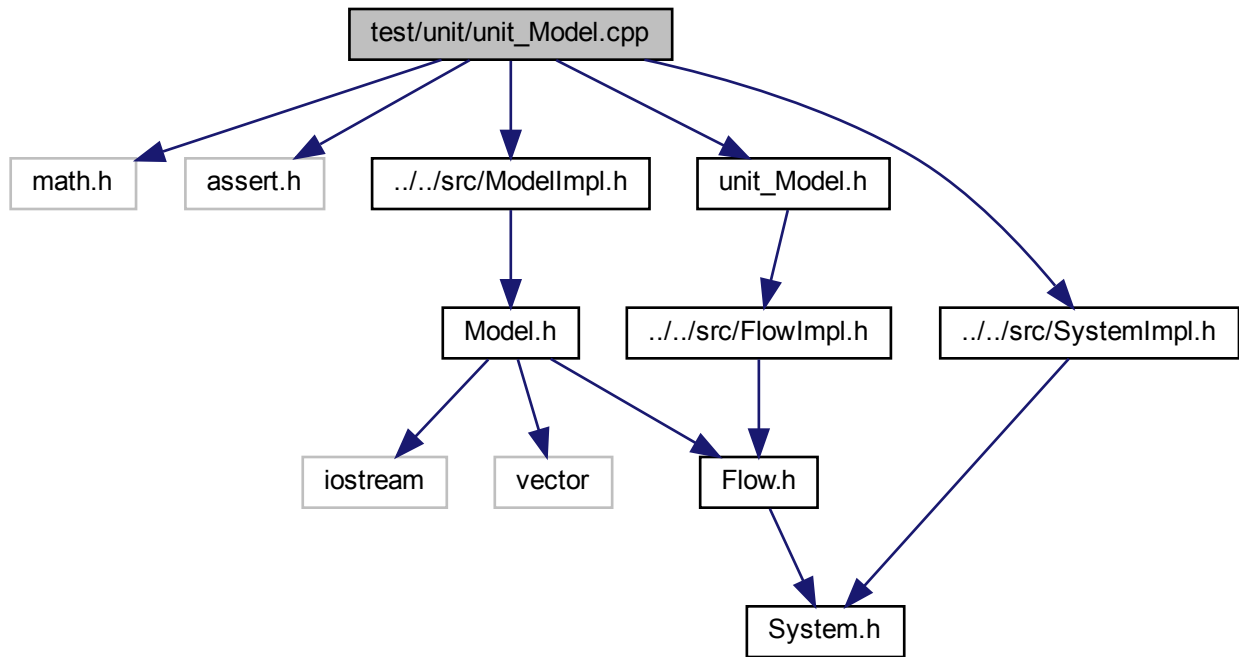 test/unit/unit_Model.cpp
math.h
assert.h
../../src/ModelImpl.h
unit_Model.h
Model.h
../../src/FlowImpl.h
../../src/SystemImpl.h
iostream
vector
Flow.h
System.h